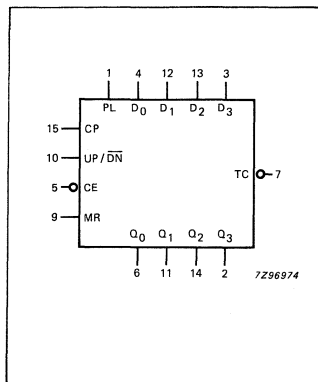 1 4 12 13 3
PL D0 D1 D2 D3
15 CP
10 UP/D̅N̅
TC 7
5 CE
9 MR
Q0 Q1 Q2 Q3
6 11 14 2
7Z96974